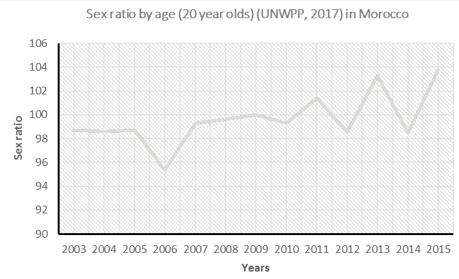 Sex ratio by age (20 year olds) (UNWPP, 2017) in Morocco
106
104
102
100
98
96
94
92
90
Sex ratio
2003 2004 2005 2006 2007 2008 2009 2010 2011 2012 2013 2014 2015
Years